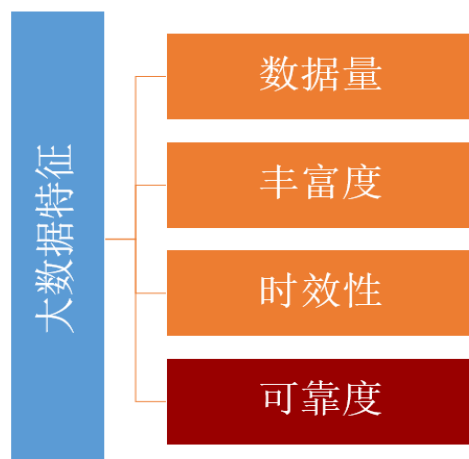 大数据特征
数据量
丰富度
时效性
可靠度